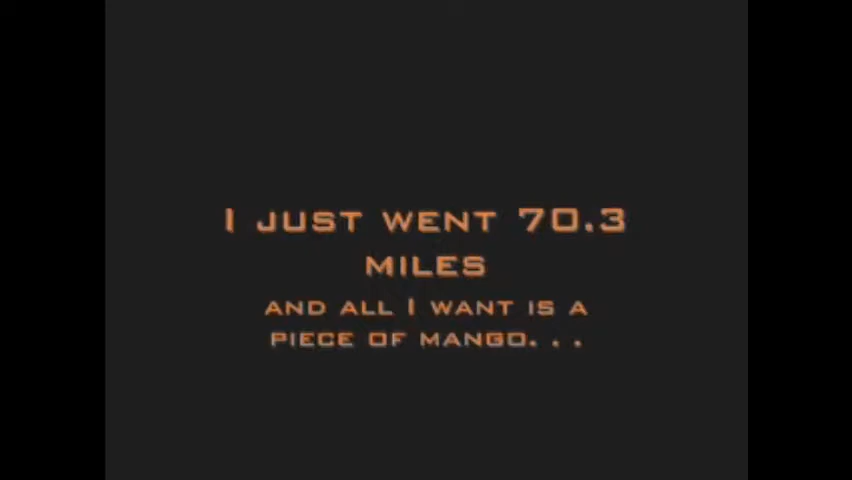 I JUST WENT 70.3
MILES
AND ALL I WANT IS A
PIECE OF MANGO. . .